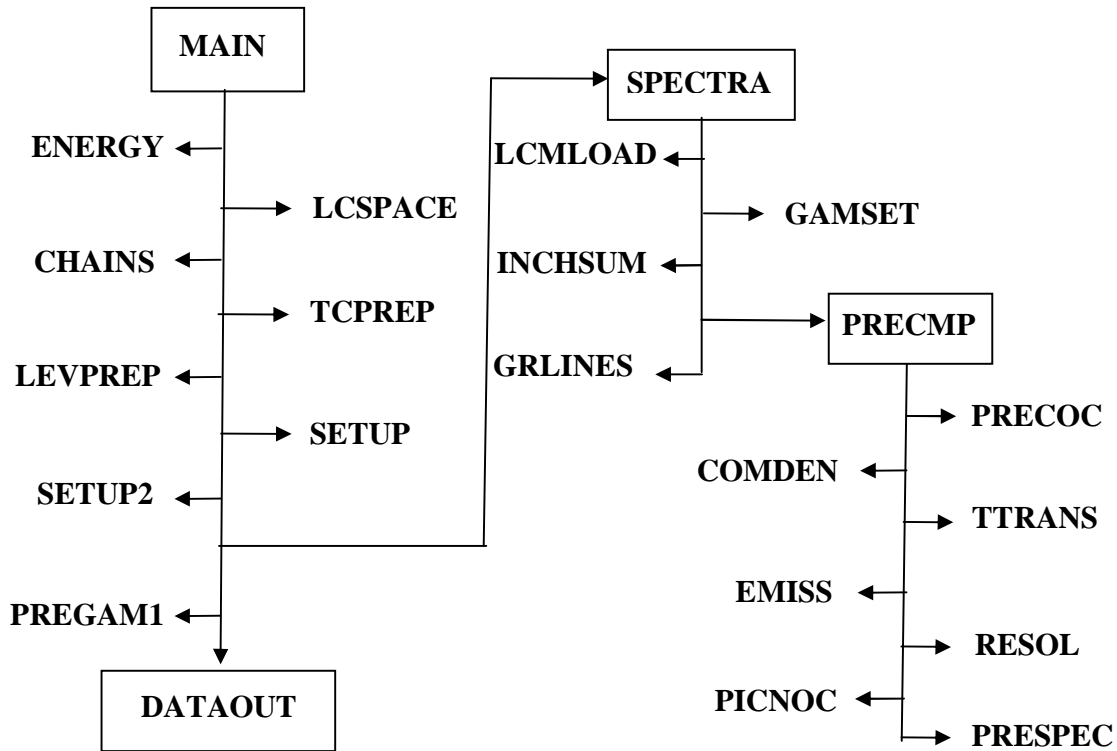 MAIN
ENERGY
LCSPACE
CHAINS
TCPREP
LEVPREP
SETUP
SETUP2
PREGAM1
DATAOUT
SPECTRA
LCMLOAD
GAMSET
INCHSUM
PRECMP
GRLINES
PRECOC
COMDEN
TTRANS
EMISS
RESOL
PICNOC
PRESPEC